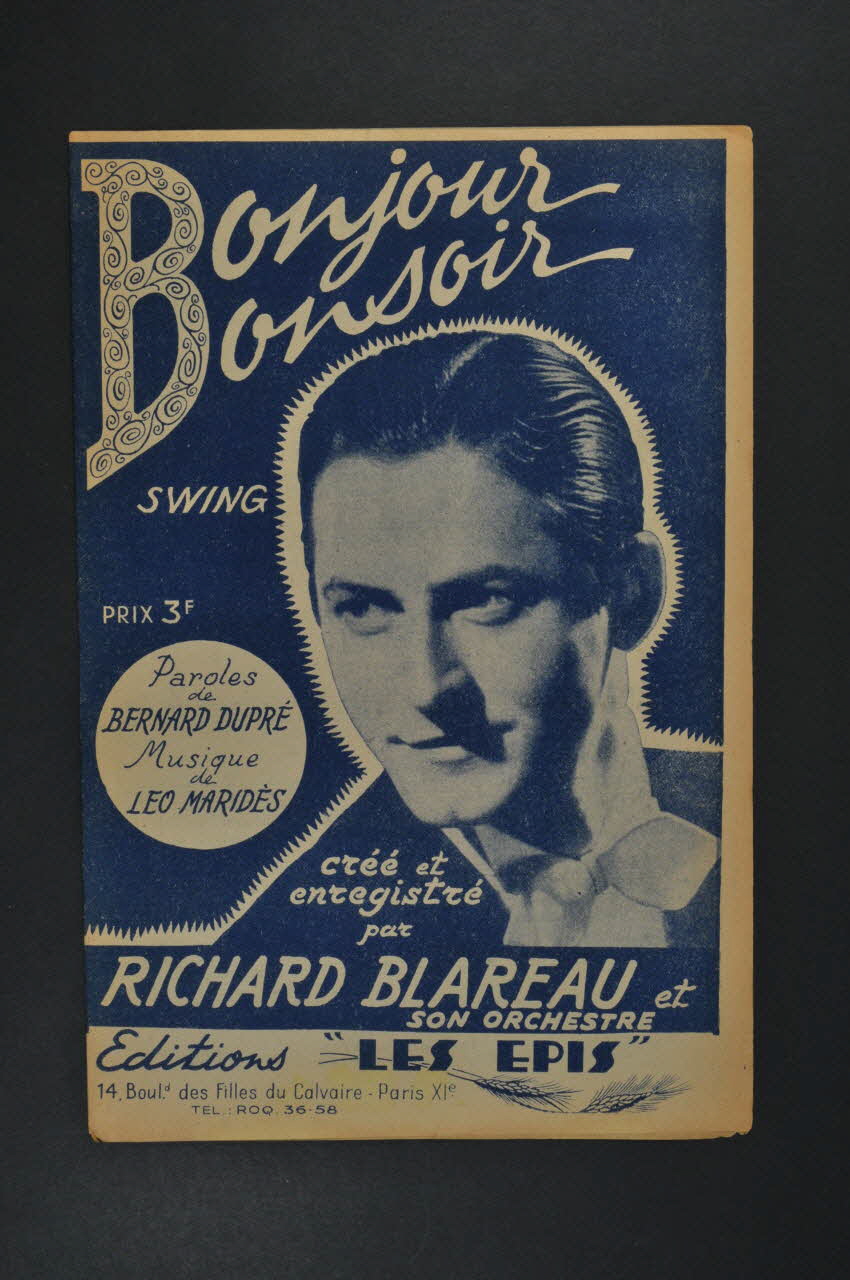 Bonjour
Bonsoir
SWING
PRIX 3F
Paroles
de
BERNARD DUPRÉ
Musique
de
LEO MARIDÈS
créé et
enregistré
par
RICHARD BLAREAU et
SON ORCHESTRE
Editions "LES EPIS"
14, Boul.d des Filles du Calvaire - Paris XIe
TEL.: ROQ. 36-58